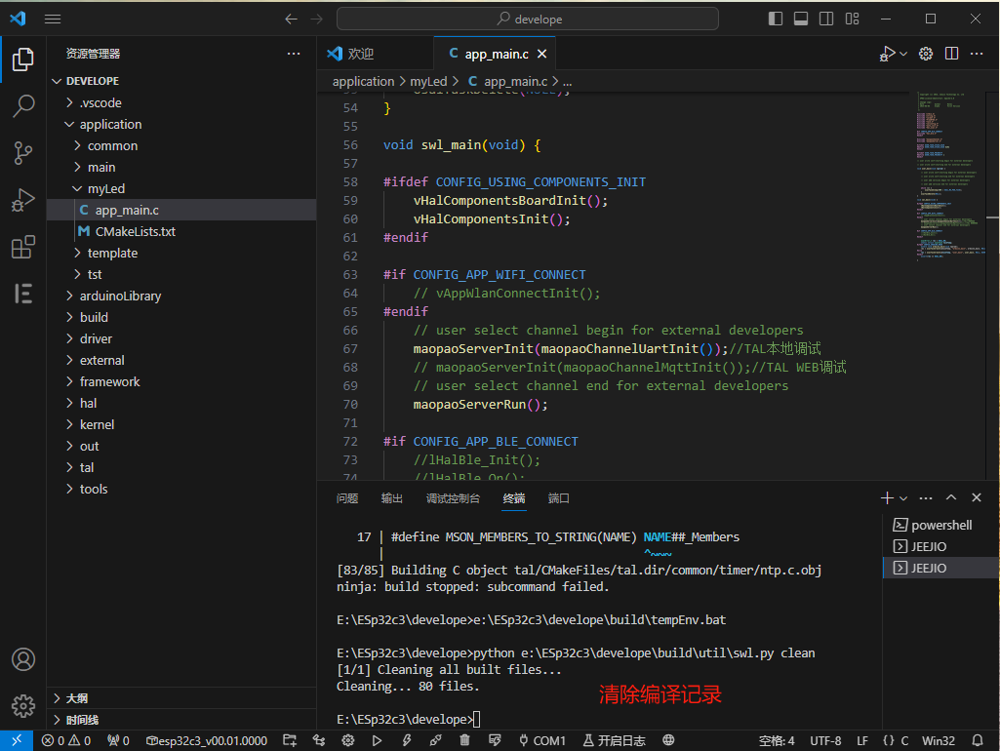 develope
资源管理器
欢迎
app_main.c
DEVELOPE
application > myLed > C app_main.c > ...
.vscode
application
common
main
myLed
C app_main.c
M CMakeLists.txt
template
tst
arduinoLibrary
build
driver
external
framework
hal
kernel
out
tal
tools
54 }
55
56 void swl_main(void) {
57
58 #ifdef CONFIG_USING_COMPONENTS_INIT
59 vHalComponentsBoardInit();
60 vHalComponentsInit();
61 #endif
62
63 #if CONFIG_APP_WIFI_CONNECT
64 // vAppWlanConnectInit();
65 #endif
66 // user select channel begin for external developers
67 maopaoServerInit(maopaoChannelUartInit());//TAL本地调试
68 // maopaoServerInit(maopaoChannelMqttInit());//TAL WEB调试
69 // user select channel end for external developers
70 maopaoServerRun();
71
72 #if CONFIG_APP_BLE_CONNECT
73 //lHalBle_Init();
74 //lHalBle_On();
问题 输出 调试控制台 终端 端口
powershell
JEEJIO
JEEJIO
17 | #define MSON_MEMBERS_TO_STRING(NAME) NAME##_Members
| ^~~~
[83/85] Building C object tal/CMakeFiles/tal.dir/common/timer/ntp.c.obj
ninja: build stopped: subcommand failed.
E:\ESp32c3\develope>e:\ESp32c3\develope\build\tempEnv.bat
E:\ESp32c3\develope>python e:\ESp32c3\develope\build\util\swl.py clean
[1/1] Cleaning all built files...
Cleaning... 80 files.
清除编译记录
E:\ESp32c3\develope>
大纲
时间线
0 0 0 esp32c3_v00.01.0000 COM1 开启日志 空格: 4 UTF-8 LF {} C Win32